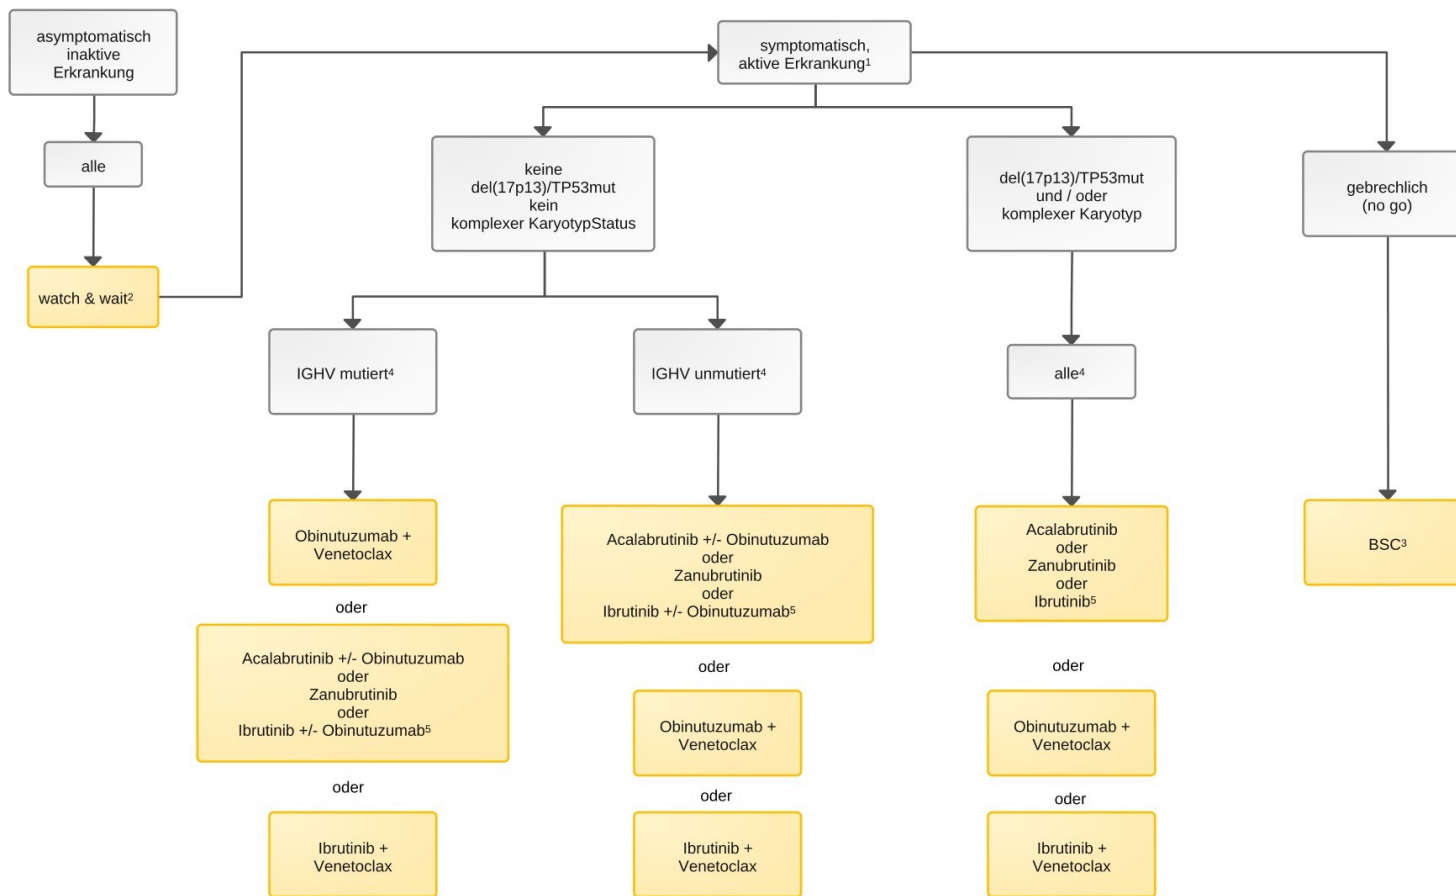 asymptomatisch
inaktive
Erkrankung
alle
watch & wait²
symptomatisch,
aktive Erkrankung¹
keine
del(17p13)/TP53mut
kein
komplexer KaryotypStatus
del(17p13)/TP53mut
und / oder
komplexer Karyotyp
gebrechlich
(no go)
IGHV mutiert⁴
IGHV unmutiert⁴
alle⁴
Obinutuzumab +
Venetoclax
oder
Acalabrutinib +/- Obinutuzumab
oder
Zanubrutinib
oder
Ibrutinib +/- Obinutuzumab⁵
oder
Ibrutinib +
Venetoclax
Acalabrutinib +/- Obinutuzumab
oder
Zanubrutinib
oder
Ibrutinib +/- Obinutuzumab⁵
oder
Obinutuzumab +
Venetoclax
oder
Ibrutinib +
Venetoclax
Acalabrutinib
oder
Zanubrutinib
oder
Ibrutinib⁵
oder
Obinutuzumab +
Venetoclax
oder
Ibrutinib +
Venetoclax
BSC³